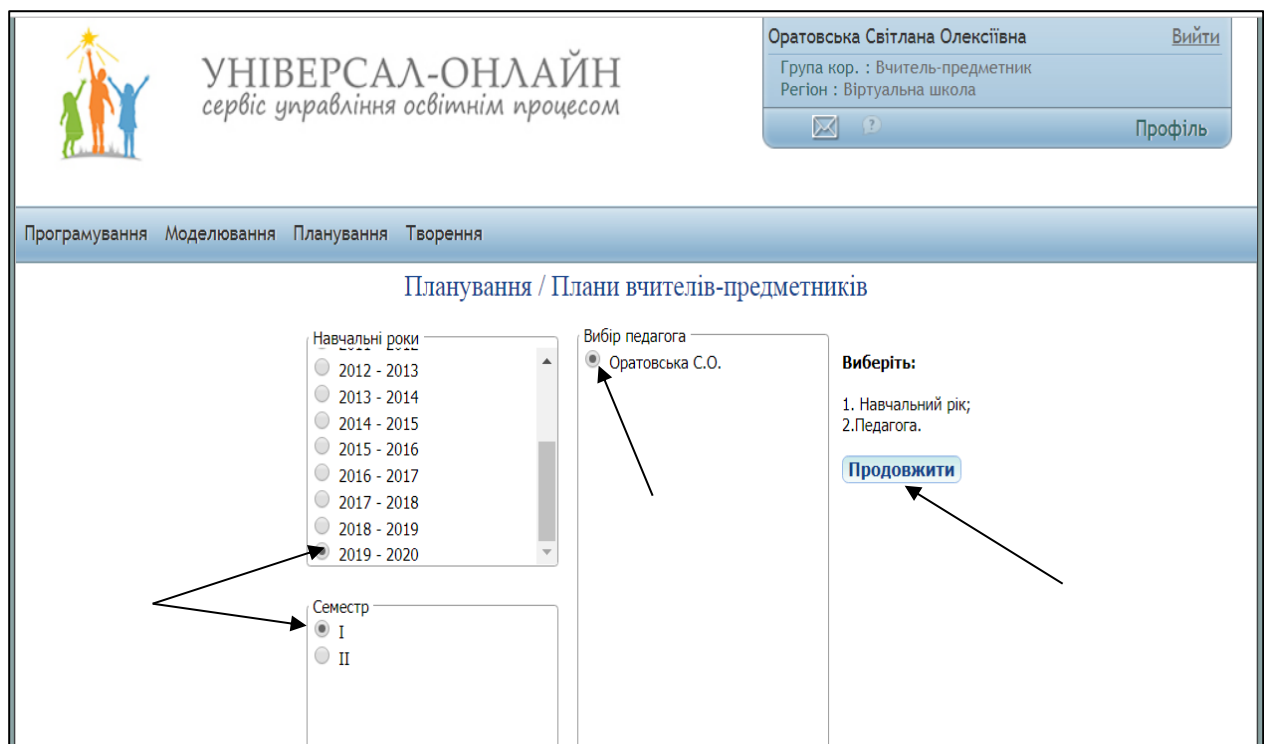 УНІВЕРСАЛ-ОНЛАЙН
сервіс управління освітнім процесом
Оратовська Світлана Олексіївна
Вийти
Група кор. : Вчитель-предметник
Регіон : Віртуальна школа
?
Профіль
Програмування Моделювання Планування Творення
Планування / Плани вчителів-предметників
Навчальні роки
2011 - 2012
2012 - 2013
2013 - 2014
2014 - 2015
2015 - 2016
2016 - 2017
2017 - 2018
2018 - 2019
2019 - 2020
Семестр
I
II
Вибір педагога
Оратовська С.О.
Виберіть:
1. Навчальний рік;
2.Педагога.
Продовжити